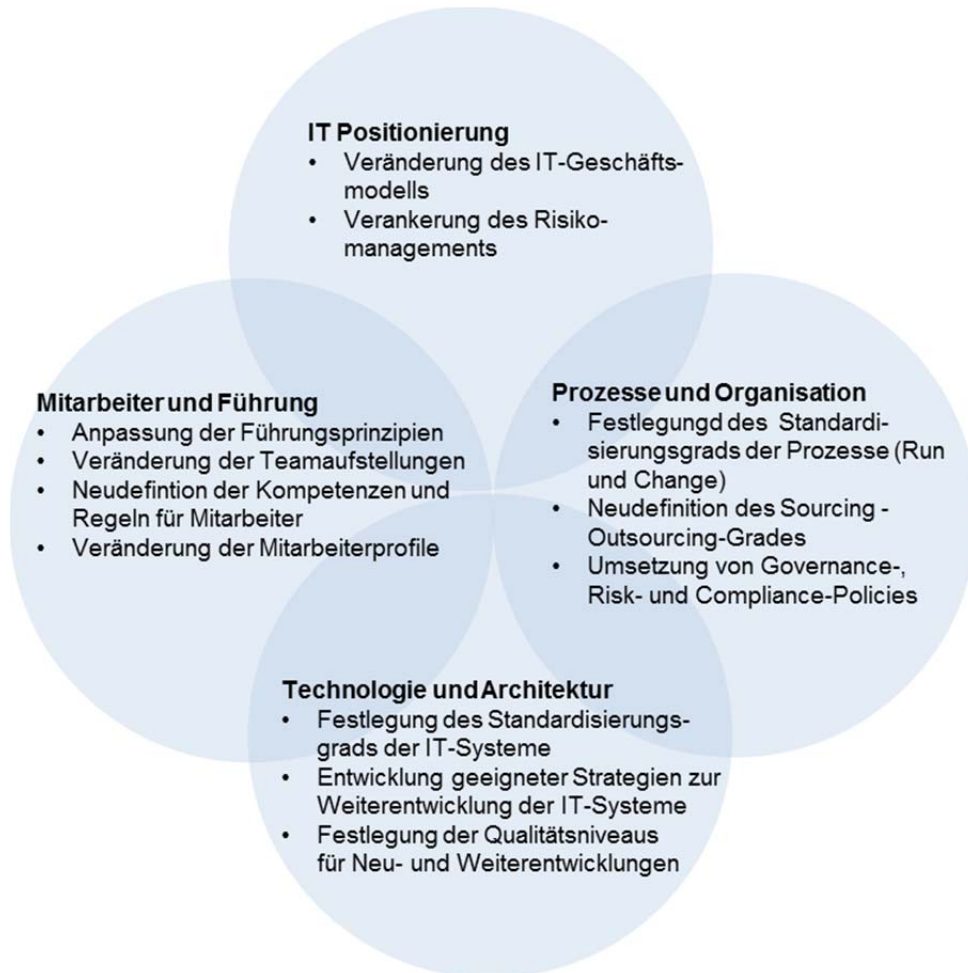 IT Positionierung
• Veränderung des IT-Geschäfts-
modells
• Verankerung des Risiko-
managements
Mitarbeiter und Führung
• Anpassung der Führungsprinzipien
• Veränderung der Teamaufstellungen
• Neudefintion der Kompetenzen und
Regeln für Mitarbeiter
• Veränderung der Mitarbeiterprofile
Prozesse und Organisation
• Festlegungd des Standardi-
sierungsgrads der Prozesse (Run
und Change)
• Neudefinition des Sourcing -
Outsourcing-Grades
• Umsetzung von Governance-,
Risk- und Compliance-Policies
Technologie und Architektur
• Festlegung des Standardisierungs-
grads der IT-Systeme
• Entwicklung geeigneter Strategien zur
Weiterentwicklung der IT-Systeme
• Festlegung der Qualitätsniveaus
für Neu- und Weiterentwicklungen